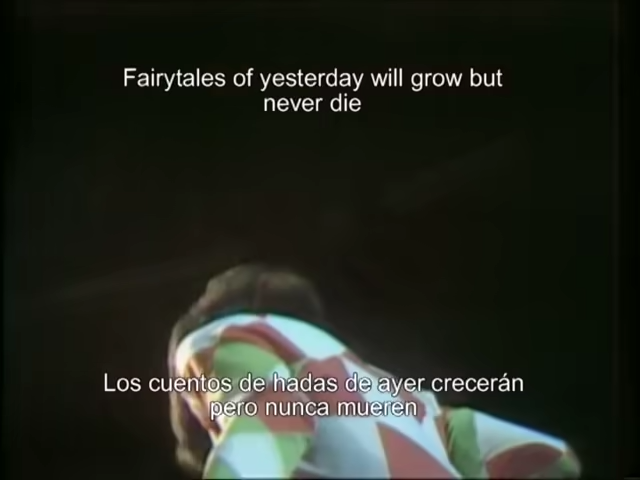 Fairytales of yesterday will grow but
never die
Los cuentos de hadas de ayer crecerán
pero nunca mueren